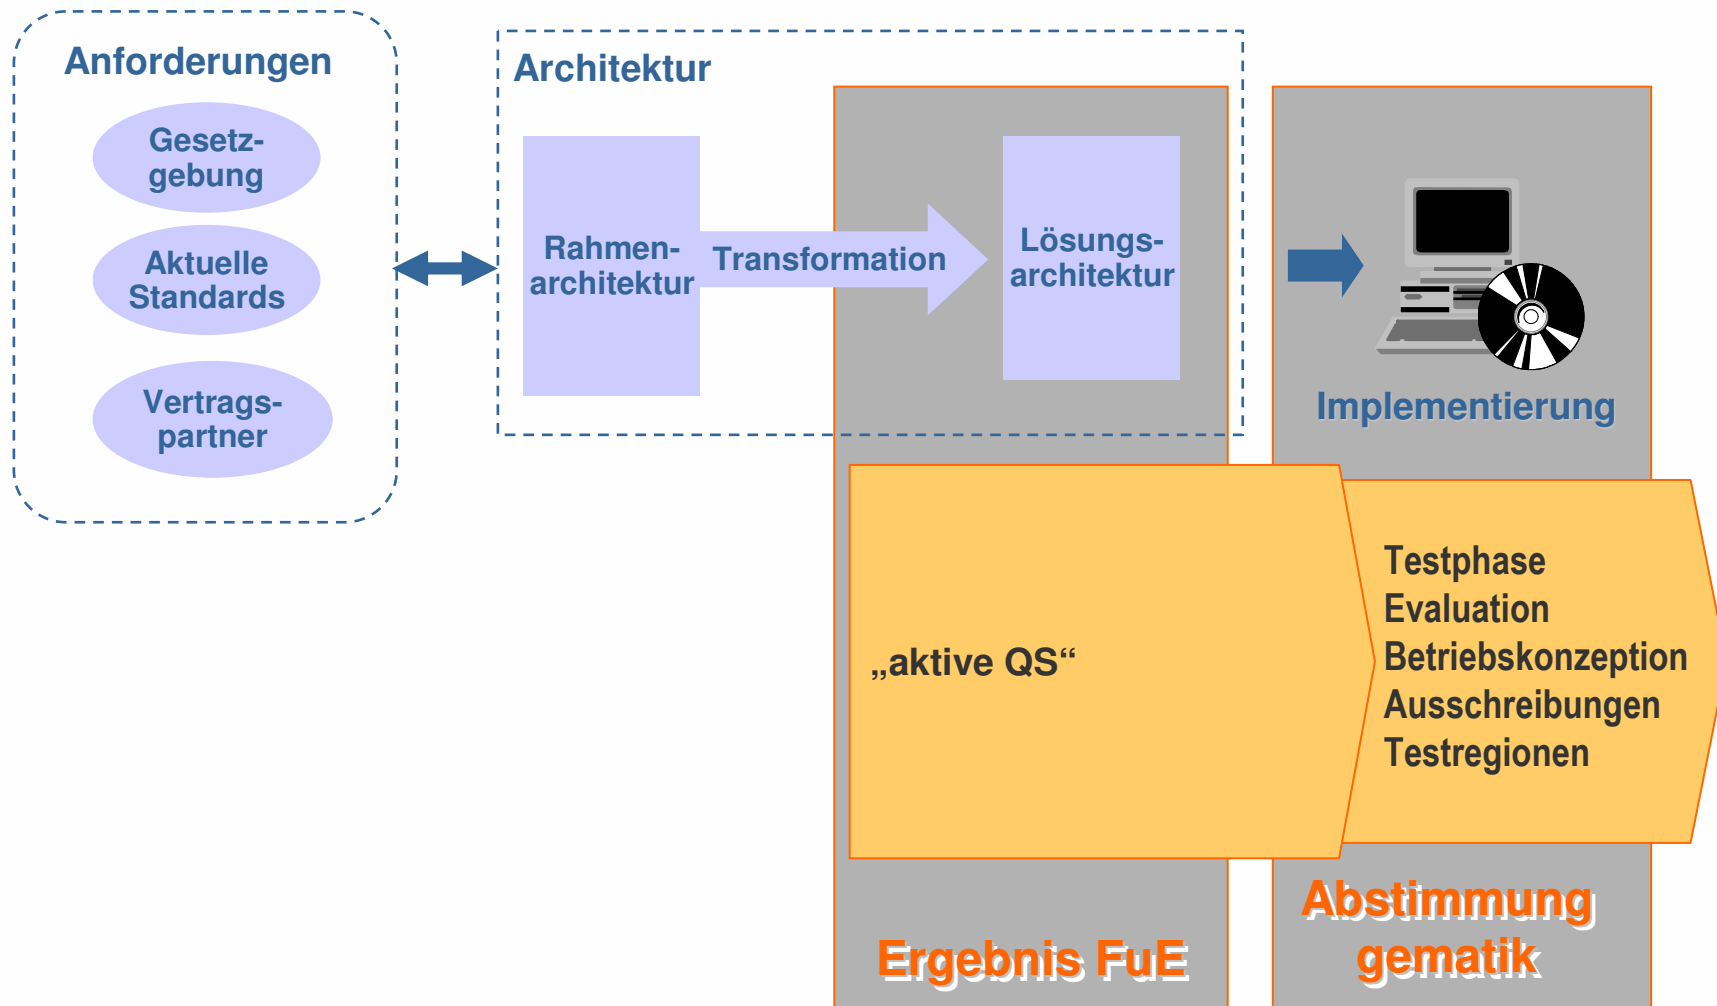 Anforderungen
Gesetz-
gebung
Aktuelle
Standards
Vertrags-
partner
Architektur
Rahmen-
architektur
Transformation
Lösungs-
architektur
Implementierung
„aktive QS“
Testphase
Evaluation
Betriebskonzeption
Ausschreibungen
Testregionen
Ergebnis FuE
Abstimmung
gematik